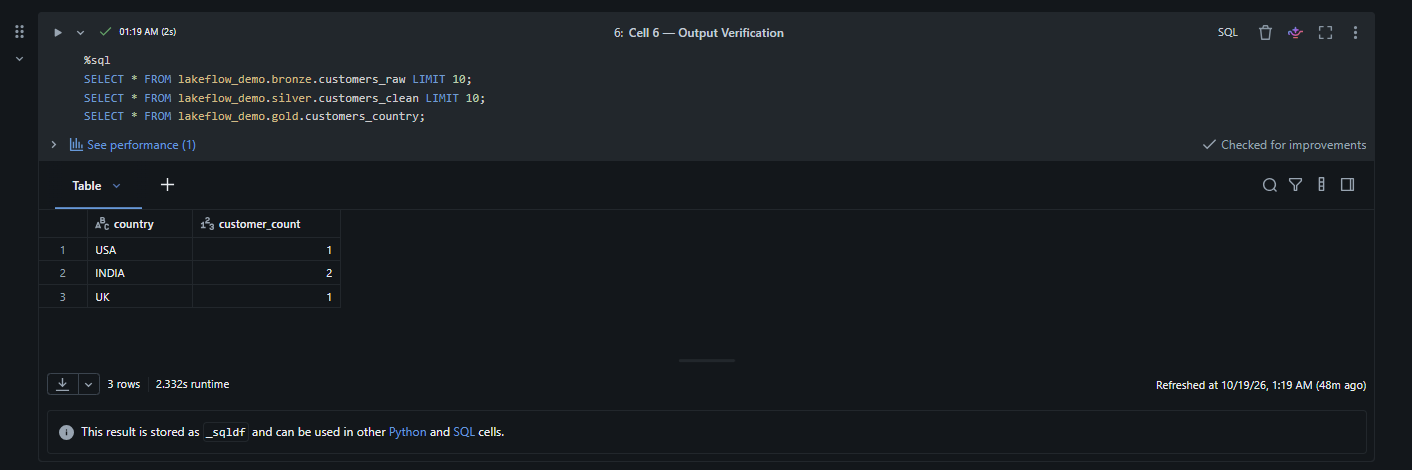 01:19 AM (2s)
6: Cell 6 — Output Verification
SQL
%sql
SELECT * FROM lakeflow_demo.bronze.customers_raw LIMIT 10;
SELECT * FROM lakeflow_demo.silver.customers_clean LIMIT 10;
SELECT * FROM lakeflow_demo.gold.customers_country;
See performance (1)
Checked for improvements
Table
country customer_count
1 USA 1
2 INDIA 2
3 UK 1
3 rows 2.332s runtime
Refreshed at 10/19/26, 1:19 AM (48m ago)
This result is stored as _sqldf and can be used in other Python and SQL cells.